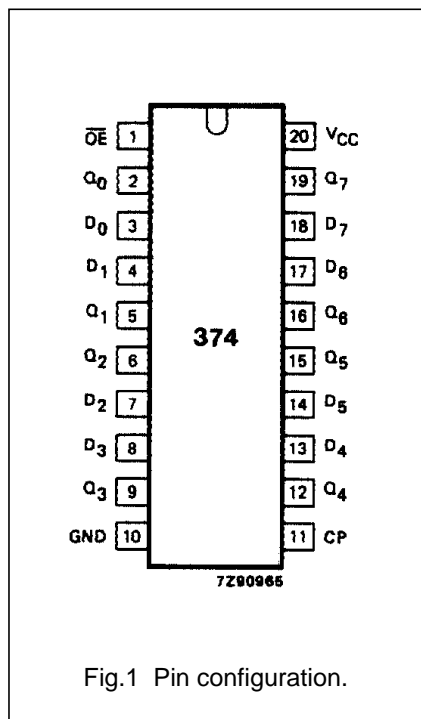 OE 1 20 VCC
Q0 2 19 Q7
D0 3 18 D7
D1 4 17 D6
Q1 5 16 Q6
Q2 6 374 15 Q5
D2 7 14 D5
D3 8 13 D4
Q3 9 12 Q4
GND 10 11 CP
7Z90965
Fig.1 Pin configuration.